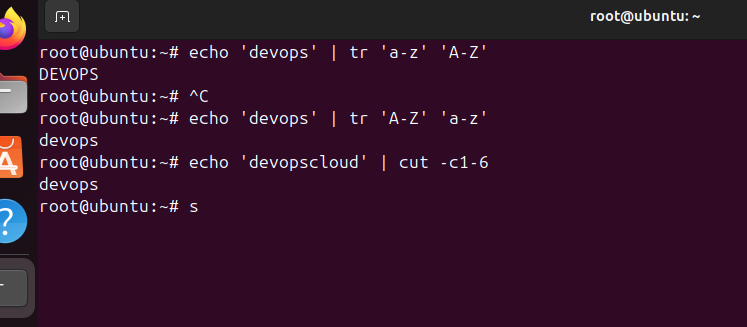 root@ubuntu: ~
root@ubuntu:~# echo 'devops' | tr 'a-z' 'A-Z'
DEVOPS
root@ubuntu:~# ^C
root@ubuntu:~# echo 'devops' | tr 'A-Z' 'a-z'
devops
root@ubuntu:~# echo 'devopscloud' | cut -c1-6
devops
root@ubuntu:~# s